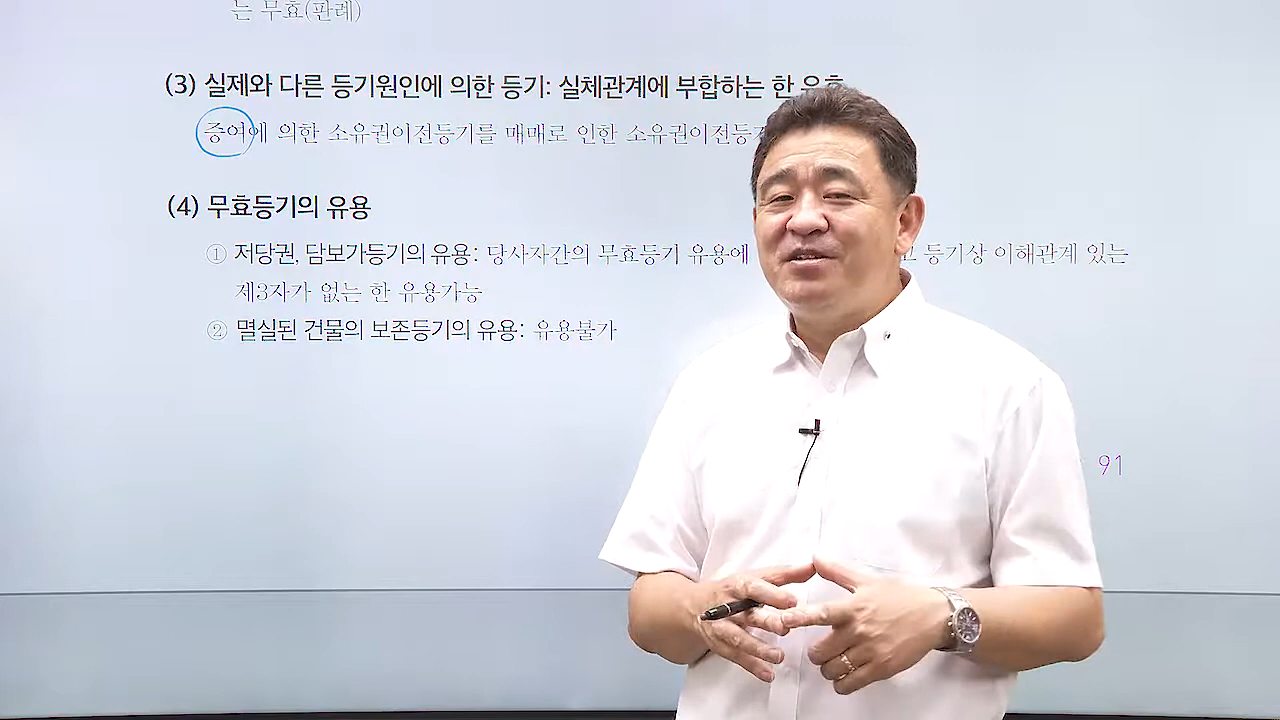 는 무효(판례)
(3) 실제와 다른 등기원인에 의한 등기: 실체관계에 부합하는 한 유효
증여에 의한 소유권이전등기를 매매로 인한 소유권이전등기
(4) 무효등기의 유용
① 저당권, 담보가등기의 유용: 당사자간의 무효등기 유용에 등기상 이해관계 있는
제3자가 없는 한 유용가능
② 멸실된 건물의 보존등기의 유용: 유용불가
91